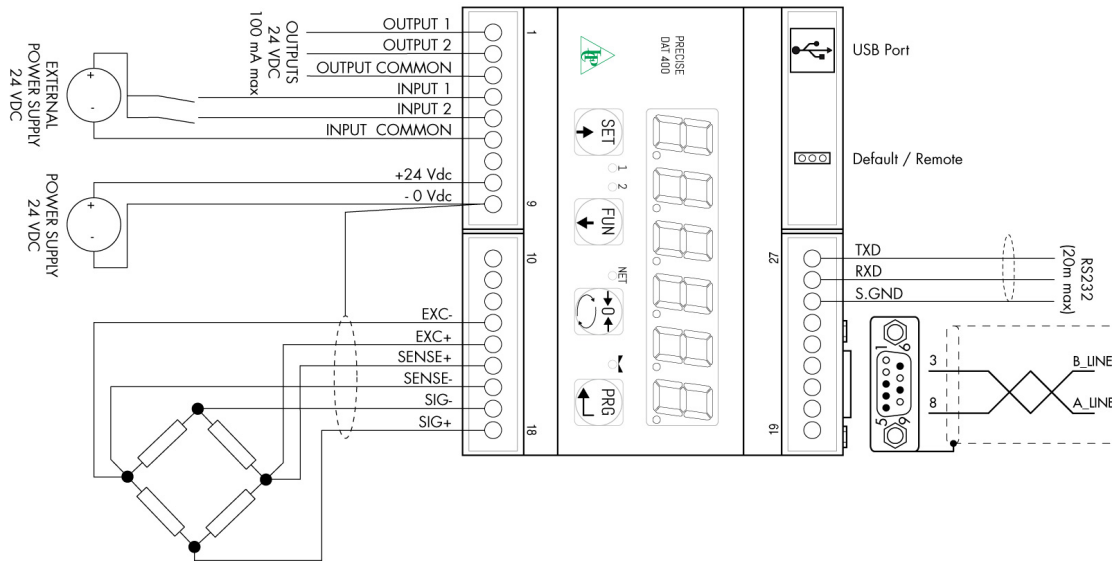 EXTERNAL
POWER SUPPLY
24 VDC
POWER SUPPLY
24 VDC
OUTPUTS
24 VDC
100 mA max
OUTPUT 1
OUTPUT 2
OUTPUT COMMON
INPUT 1
INPUT 2
INPUT COMMON
+24 Vdc
- 0 Vdc
EXC-
EXC+
SENSE+
SENSE-
SIG-
SIG+
+
-
+
-
1
9
10
18
PRECISE
DAT 400
SET
1
2
FUN
NET
0
PRG
USB Port
Default / Remote
27
19
TXD
RXD
S.GND
RS232
(20m max)
1
6
5
9
3
8
B_LINE
A_LINE